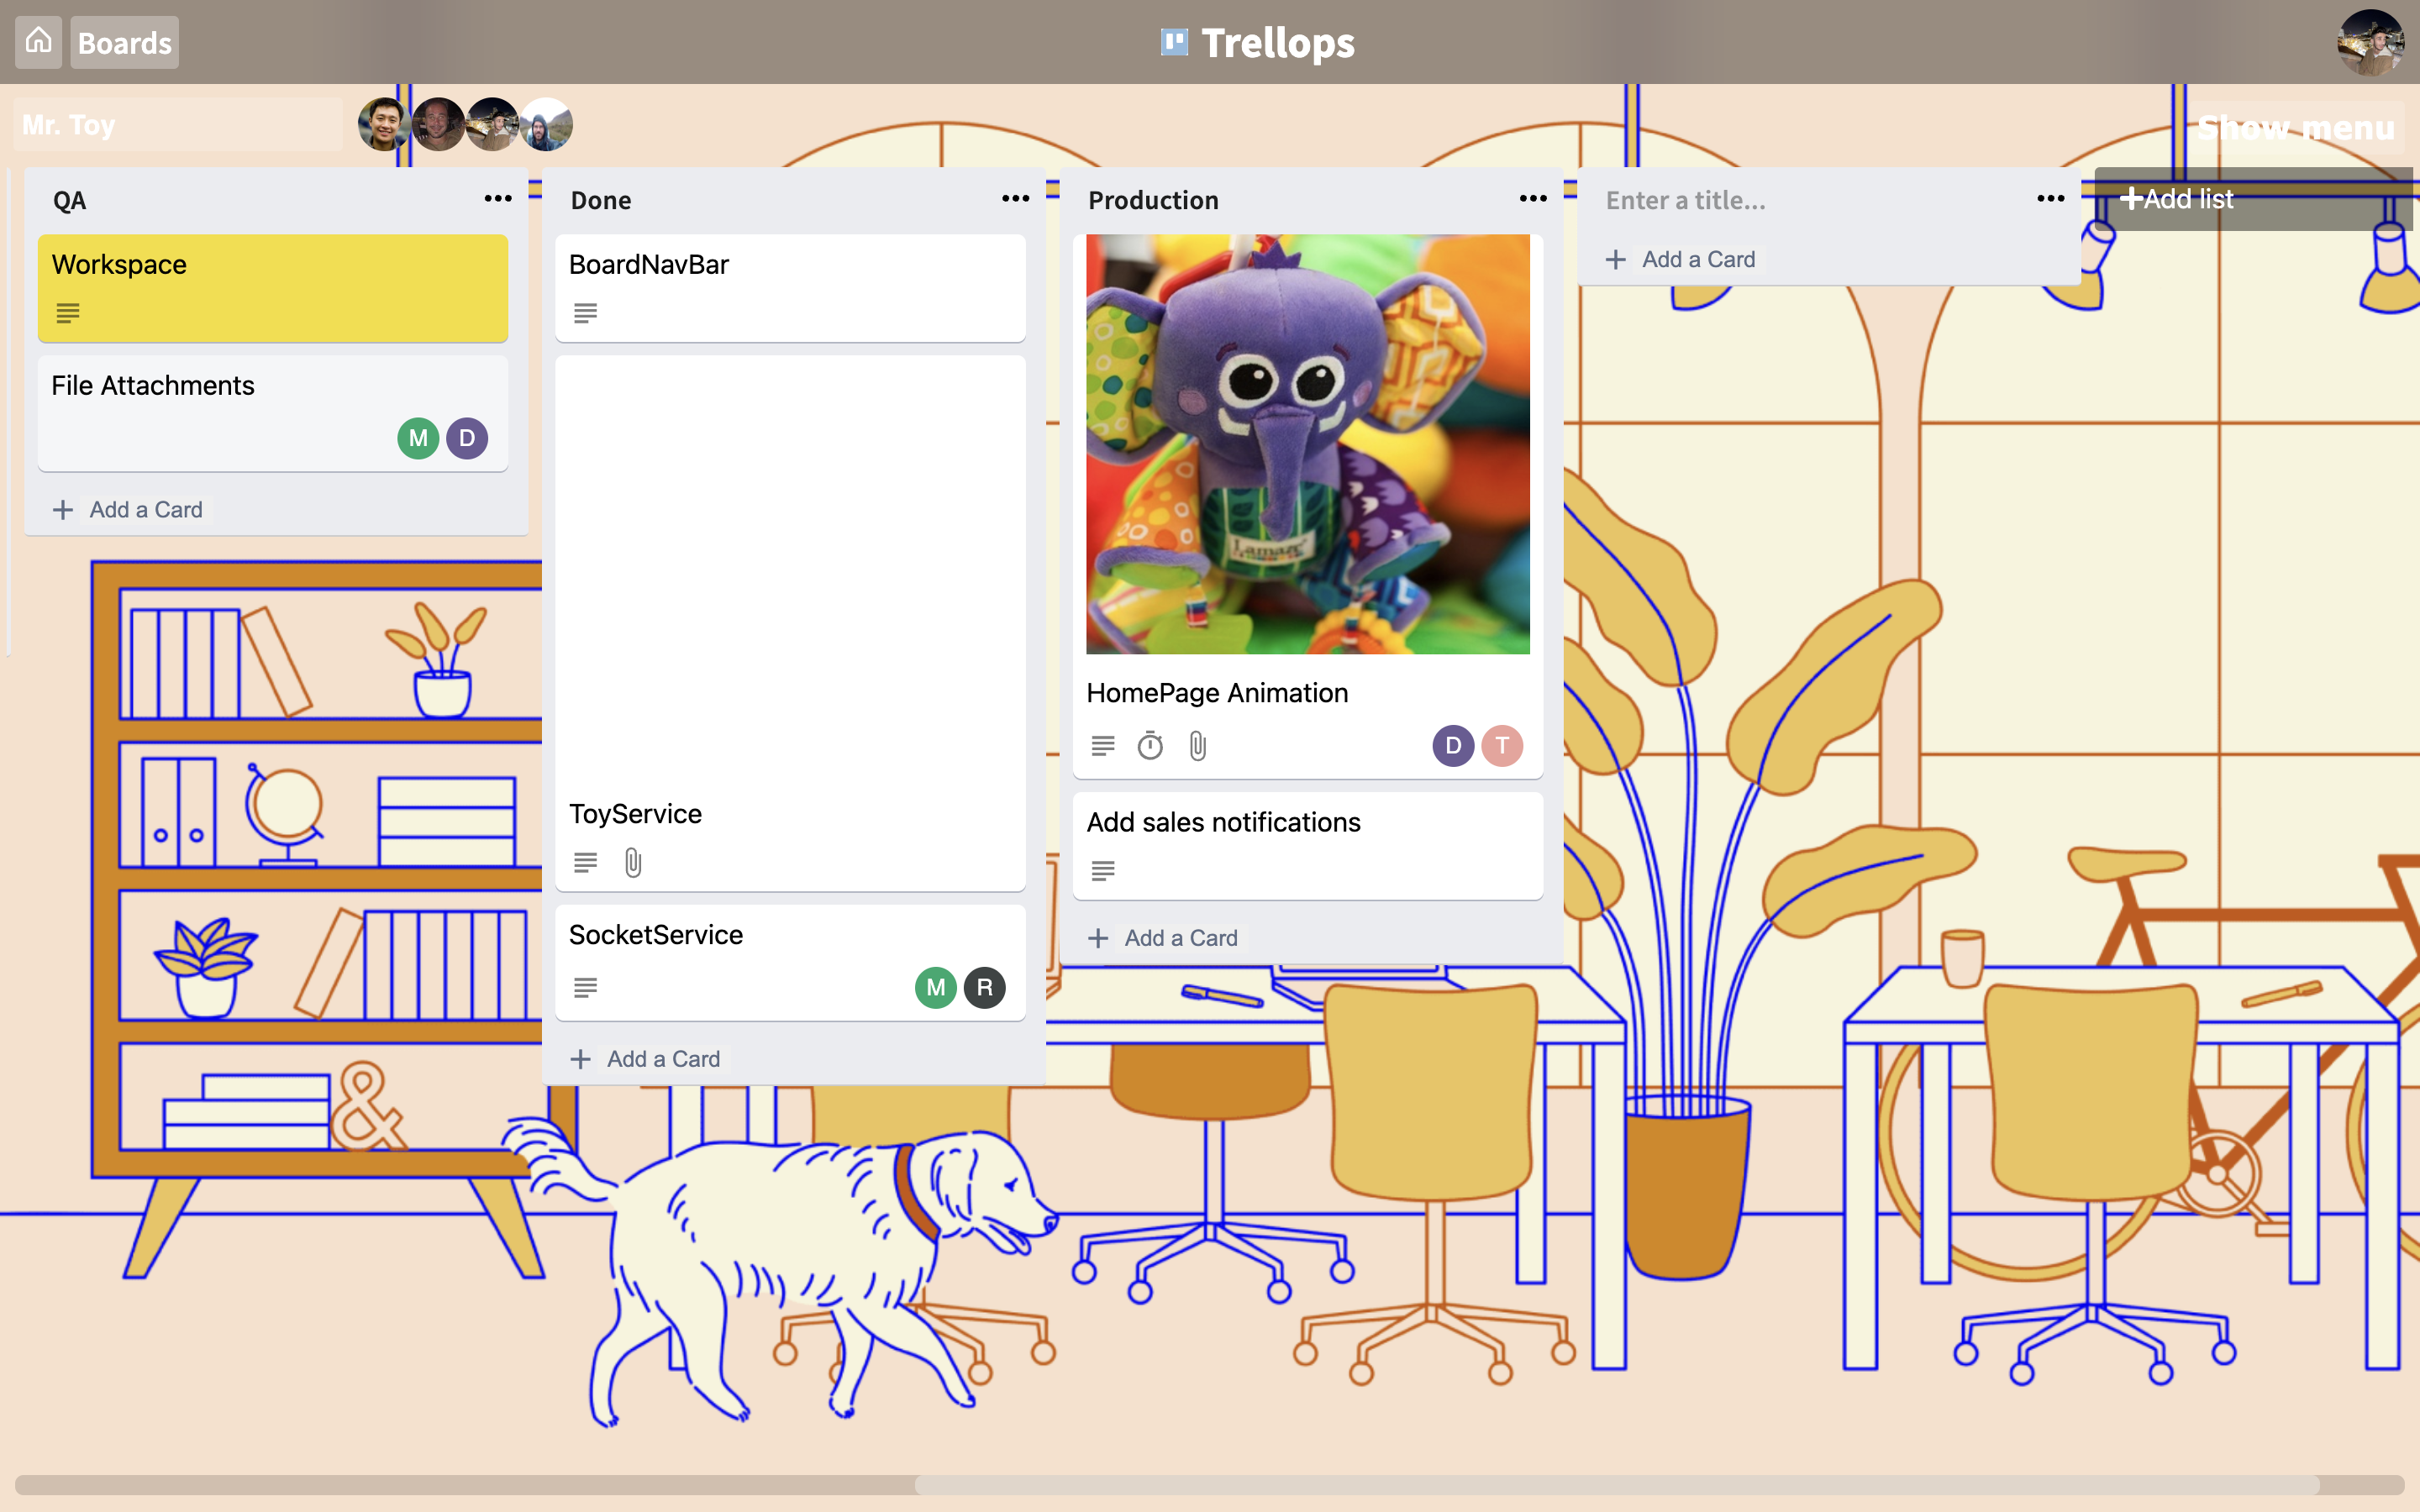 Boards
Trellops
Mr. Toy
Show menu
QA
Workspace
File Attachments
M D
Add a Card
Done
BoardNavBar
ToyService
SocketService
M R
Add a Card
Production
Lamaze
HomePage Animation
D T
Add sales notifications
Add a Card
Enter a title...
Add a Card
Add list
&